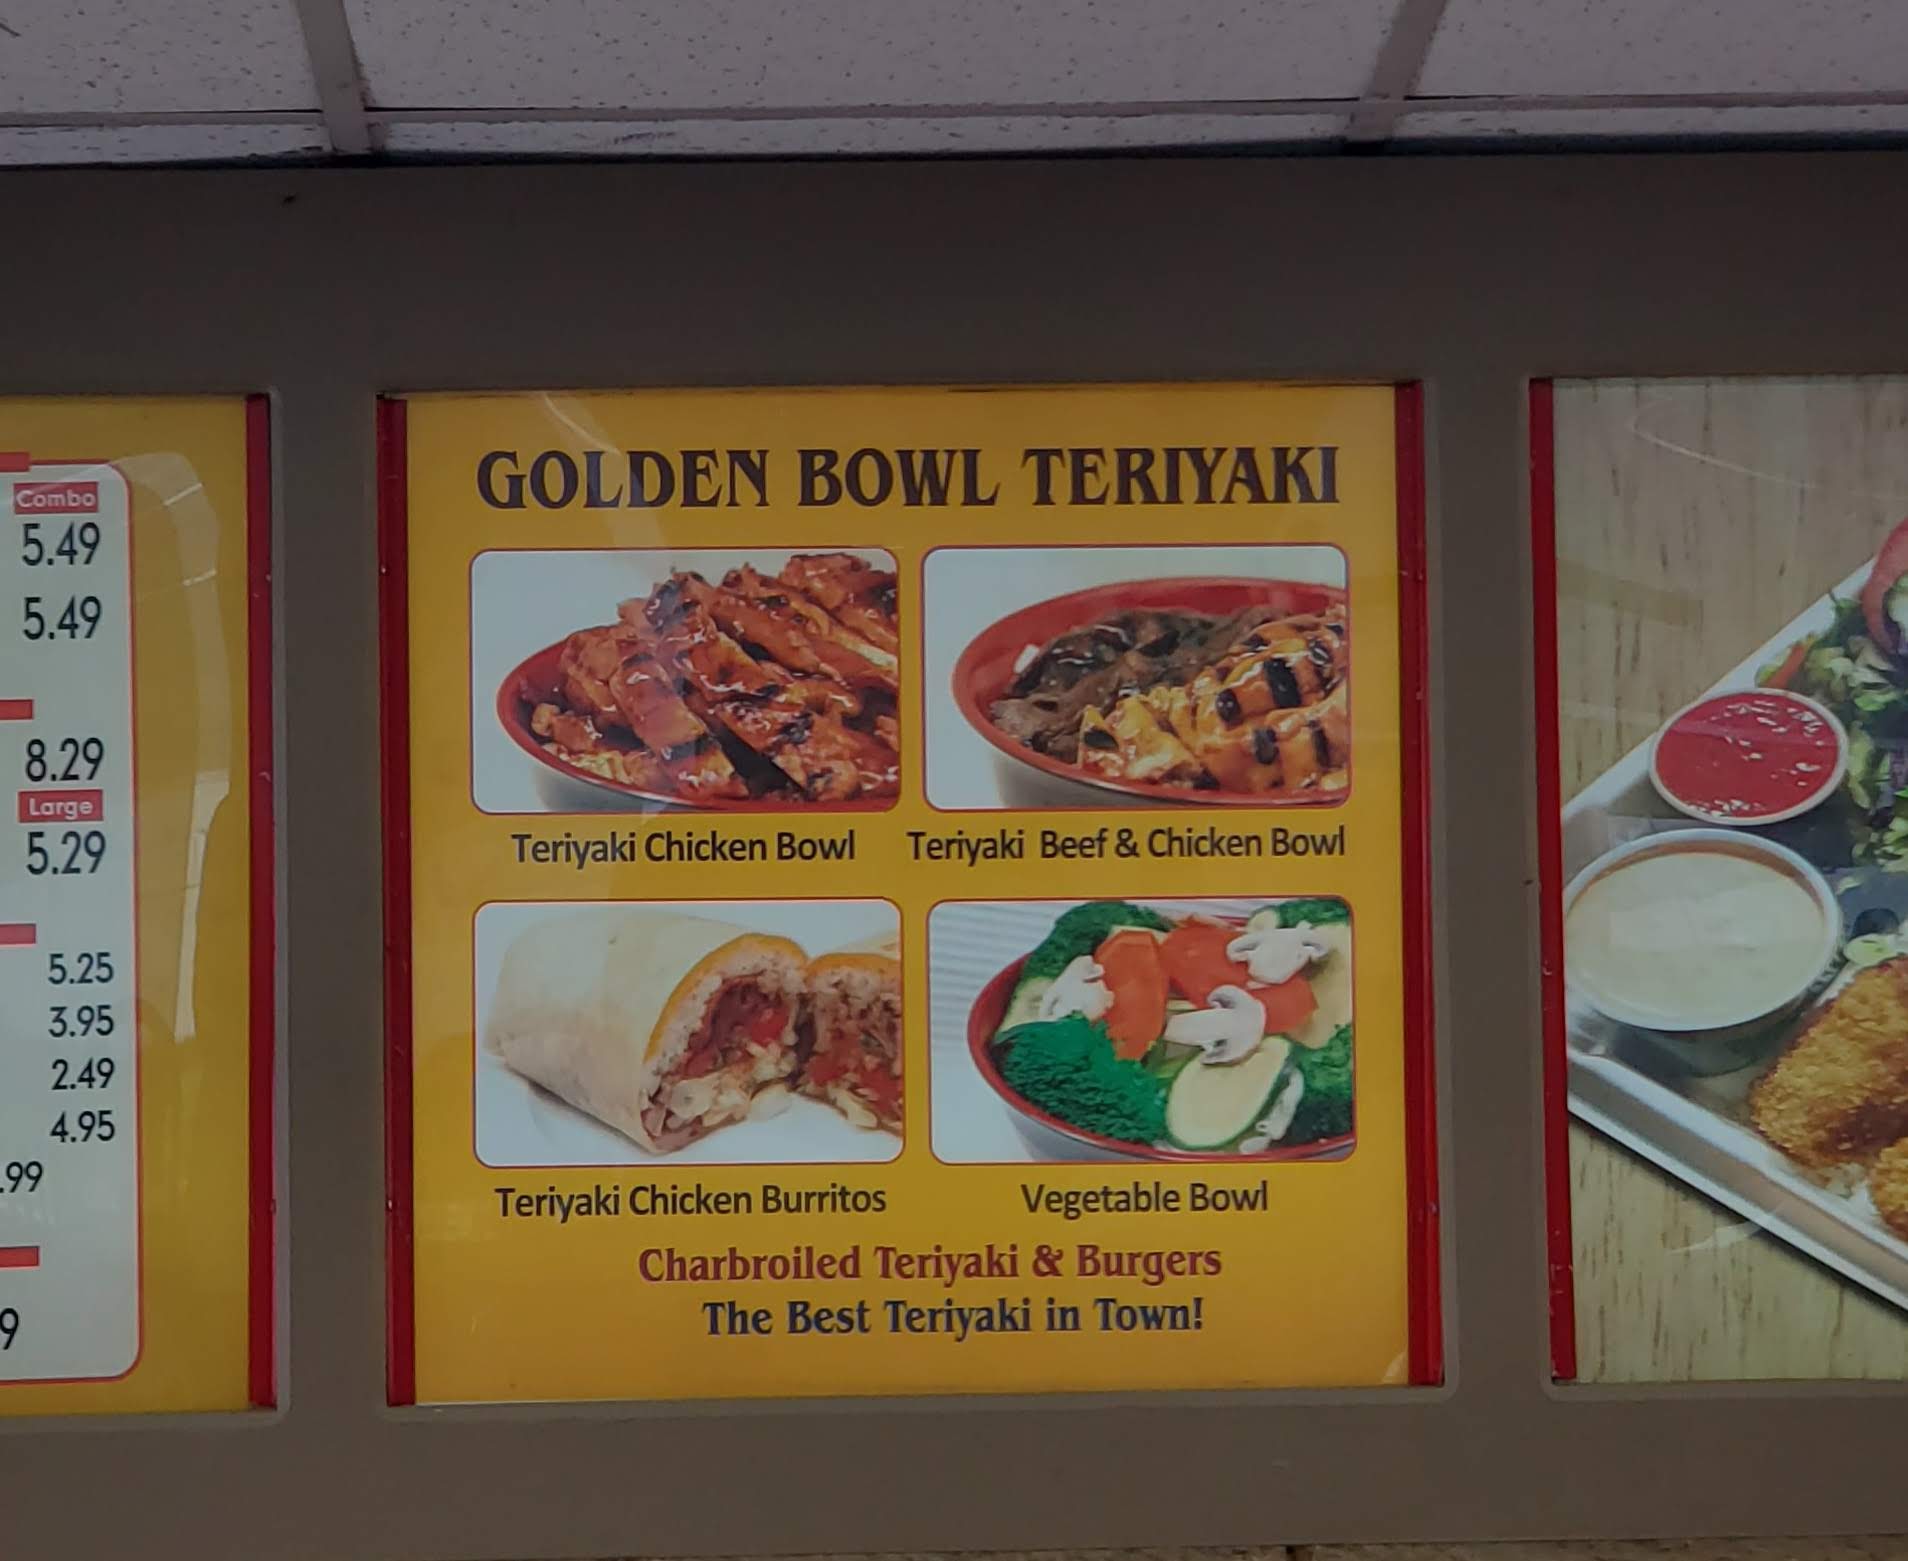 Combo
5.49
5.49
8.29
Large
5.29
5.25
3.95
2.49
4.95
.99
9
GOLDEN BOWL TERIYAKI
Teriyaki Chicken Bowl
Teriyaki Beef & Chicken Bowl
Teriyaki Chicken Burritos
Vegetable Bowl
Charbroiled Teriyaki & Burgers
The Best Teriyaki in Town!